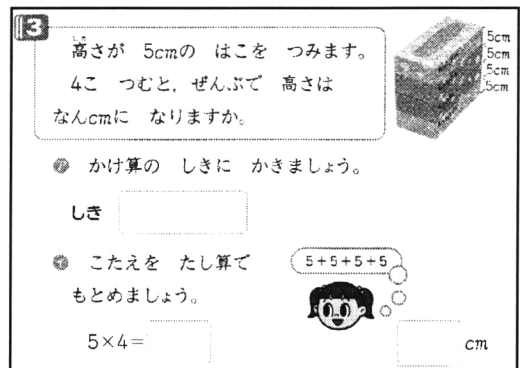 3
高さが 5cmの はこを つみます。
4こ つむと、ぜんぶで 高さは
なんcmに なりますか。
5cm
5cm
5cm
5cm
㋐ かけ算の しきに かきましょう。
しき
㋑ こたえを たし算で
もとめましょう。
5+5+5+5
5×4=
cm